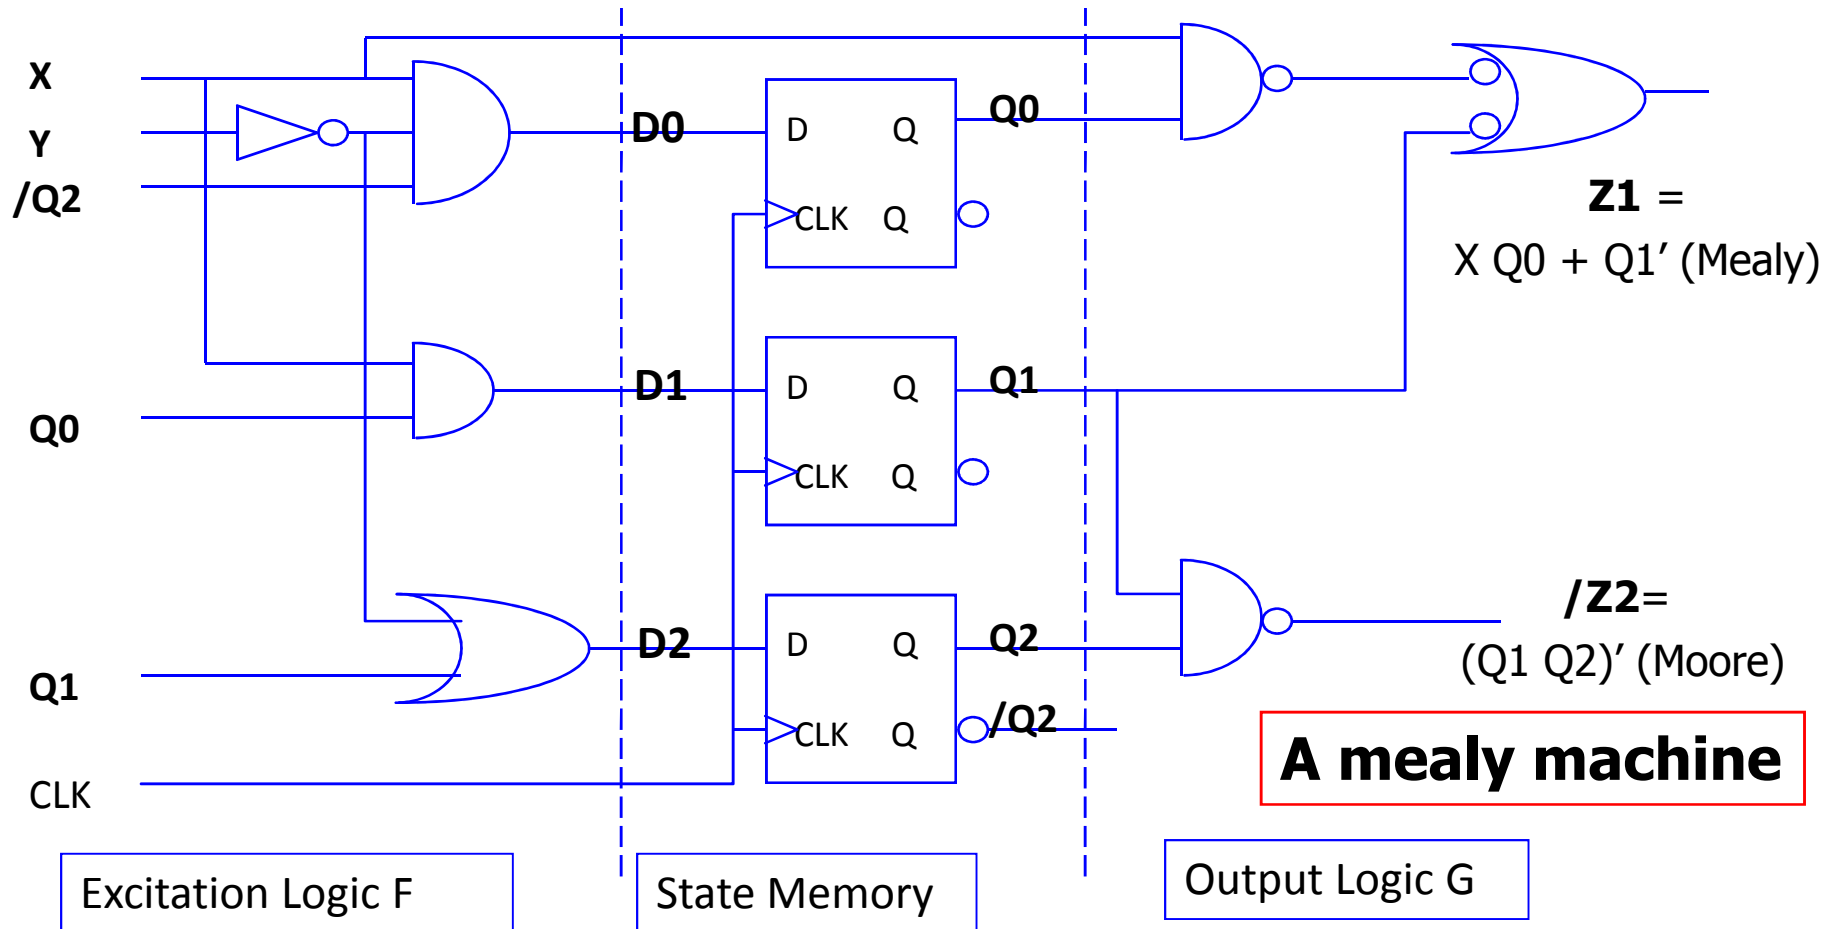 X
Y
/Q2
Q0
Q1
CLK
D0
D1
D2
D Q
CLK Q
D Q
CLK Q
D Q
CLK Q
Q0
Q1
Q2
/Q2
Z1 =
X Q0 + Q1’ (Mealy)
/Z2=
(Q1 Q2)’ (Moore)
A mealy machine
Excitation Logic F
State Memory
Output Logic G